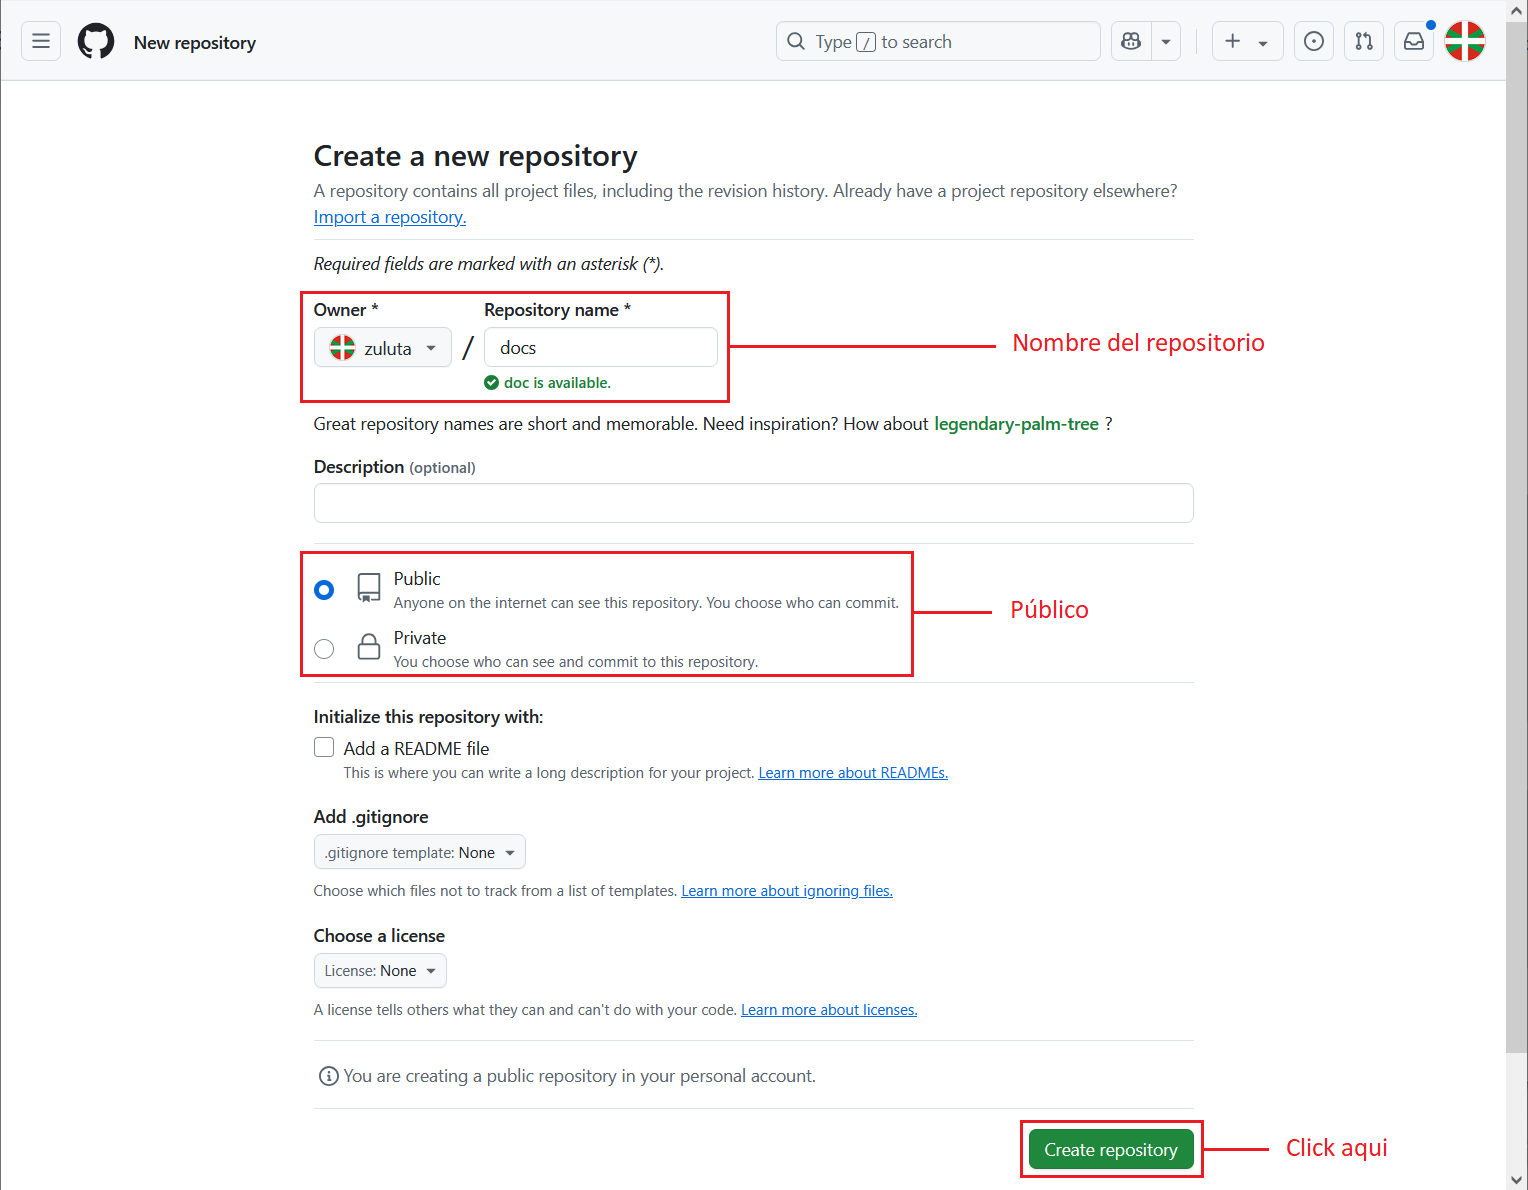 New repository
Type / to search
Create a new repository
A repository contains all project files, including the revision history. Already have a project repository elsewhere?
Import a repository.
Required fields are marked with an asterisk (*).
Owner * Repository name *
zuluta / docs
doc is available.
Nombre del repositorio
Great repository names are short and memorable. Need inspiration? How about legendary-palm-tree ?
Description (optional)
Public
Anyone on the internet can see this repository. You choose who can commit.
Público
Private
You choose who can see and commit to this repository.
Initialize this repository with:
Add a README file
This is where you can write a long description for your project. Learn more about READMEs.
Add .gitignore
.gitignore template: None
Choose which files not to track from a list of templates. Learn more about ignoring files.
Choose a license
License: None
A license tells others what they can and can't do with your code. Learn more about licenses.
You are creating a public repository in your personal account.
Create repository
Click aqui